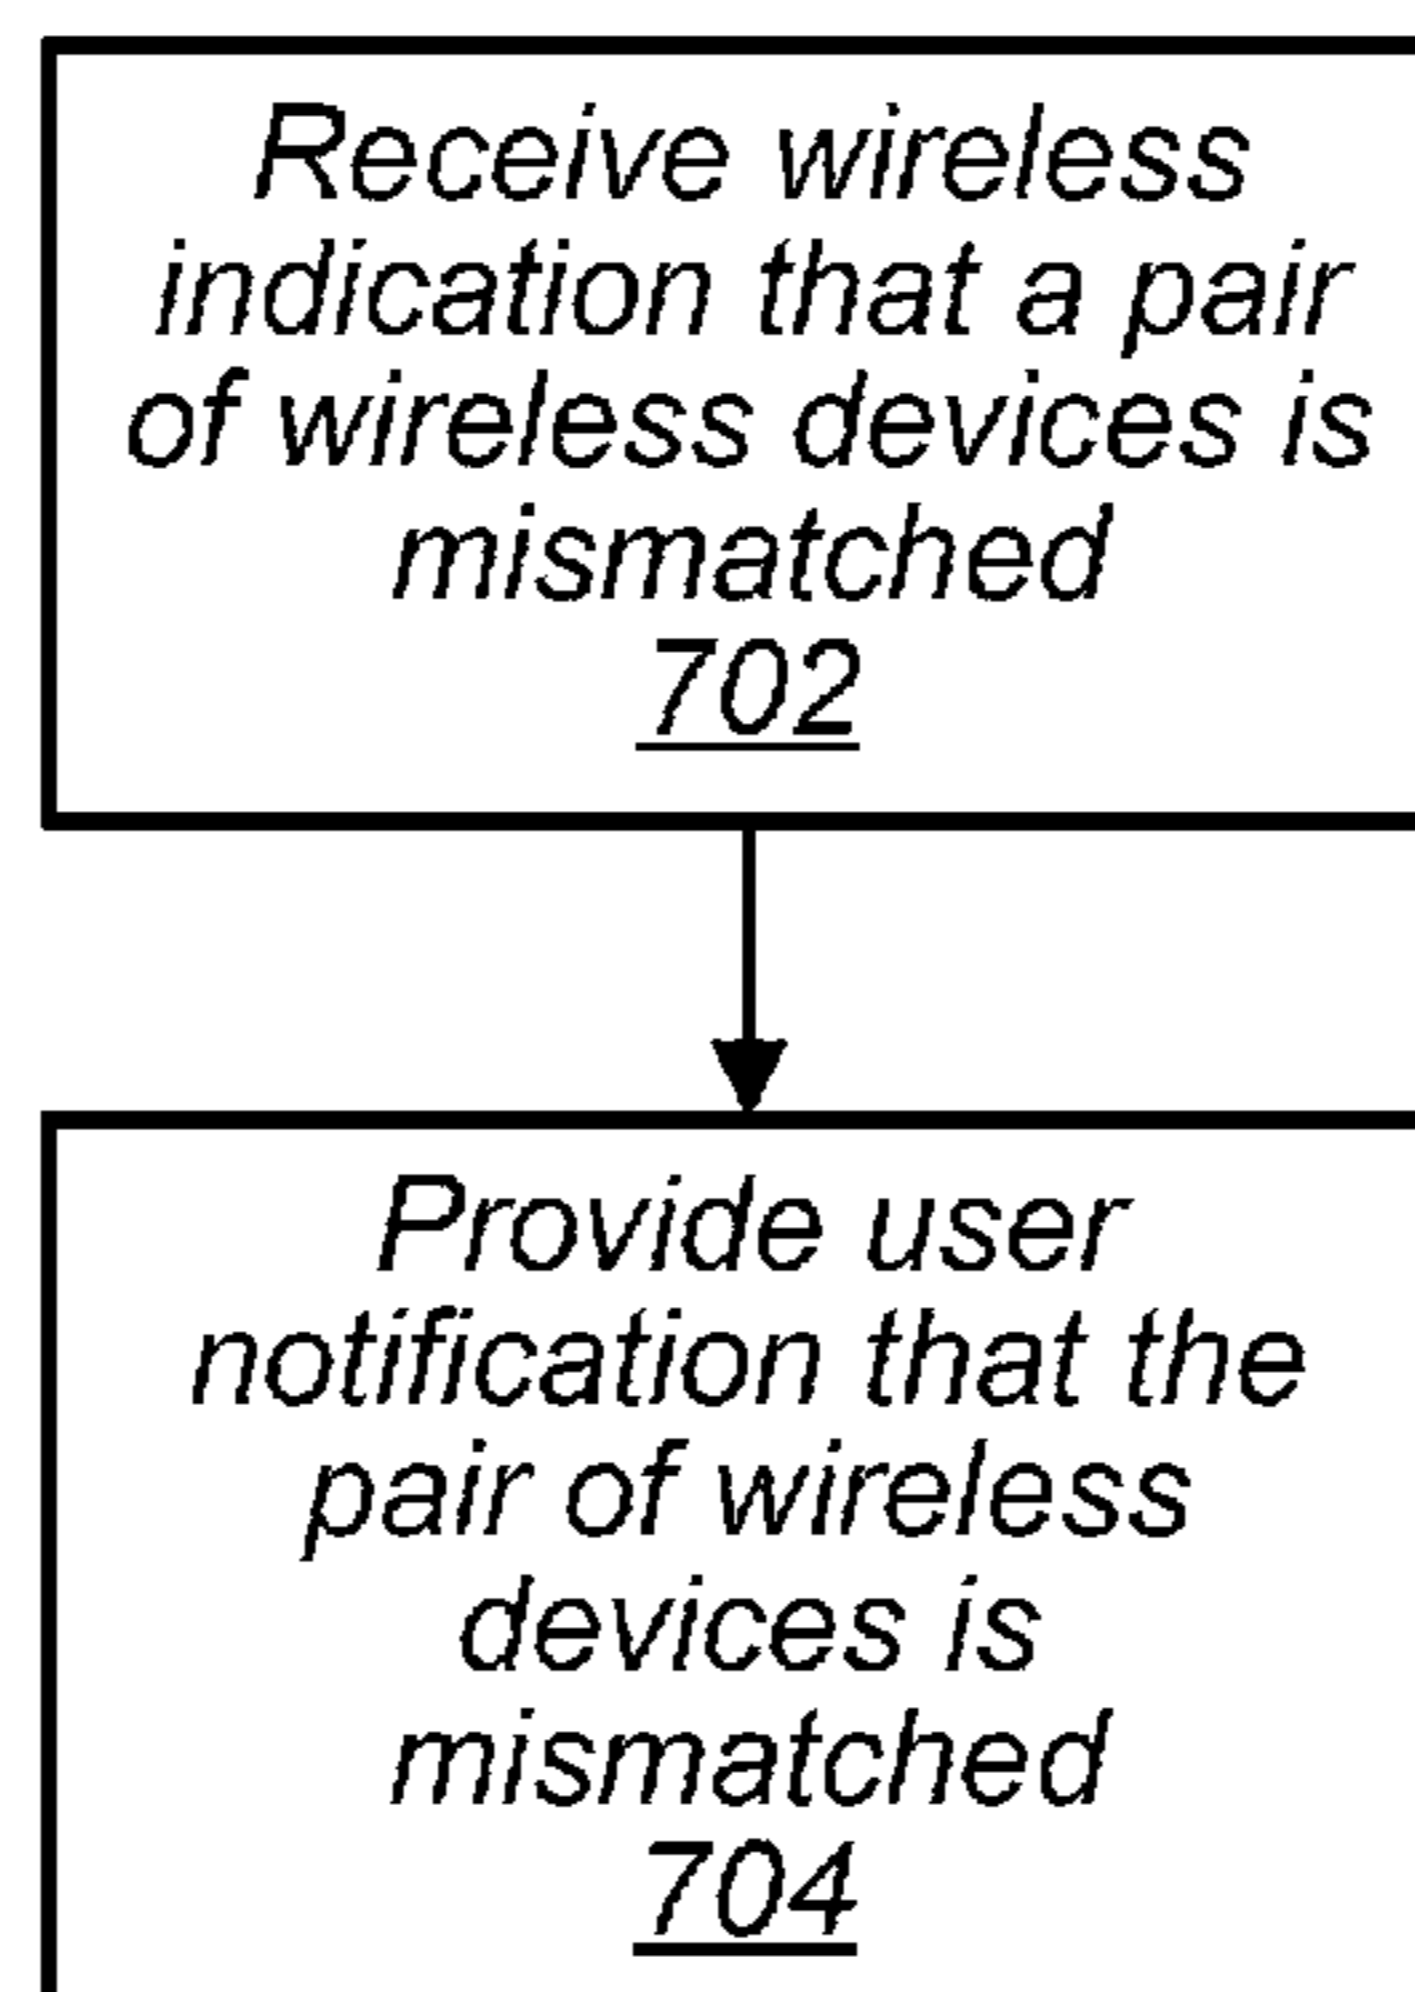 Receive wireless
indication that a pair
of wireless devices is
mismatched
702
Provide user
notification that the
pair of wireless
devices is
mismatched
704